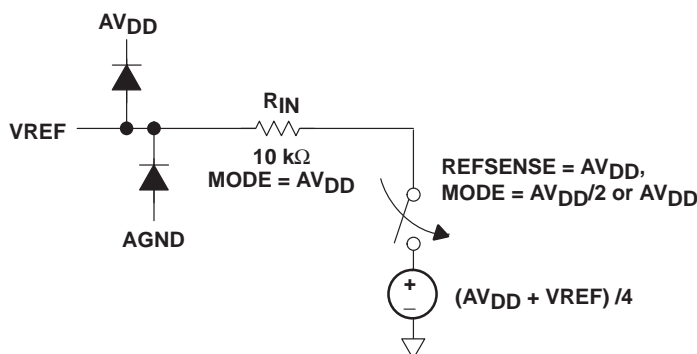 AVDD
RIN
VREF
10 kΩ
MODE = AVDD
REFSENSE = AVDD,
MODE = AVDD/2 or AVDD
AGND
+
–
(AVDD + VREF) /4